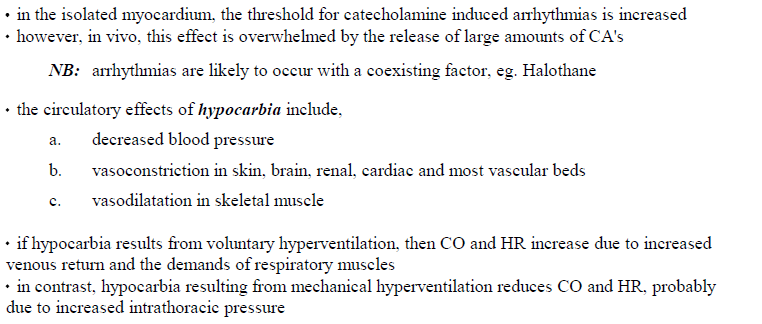 • in the isolated myocardium, the threshold for catecholamine induced arrhythmias is increased
• however, in vivo, this effect is overwhelmed by the release of large amounts of CA's
NB: arrhythmias are likely to occur with a coexisting factor, eg. Halothane
• the circulatory effects of hypocarbia include,
a. decreased blood pressure
b. vasoconstriction in skin, brain, renal, cardiac and most vascular beds
c. vasodilatation in skeletal muscle
• if hypocarbia results from voluntary hyperventilation, then CO and HR increase due to increased
venous return and the demands of respiratory muscles
• in contrast, hypocarbia resulting from mechanical hyperventilation reduces CO and HR, probably
due to increased intrathoracic pressure